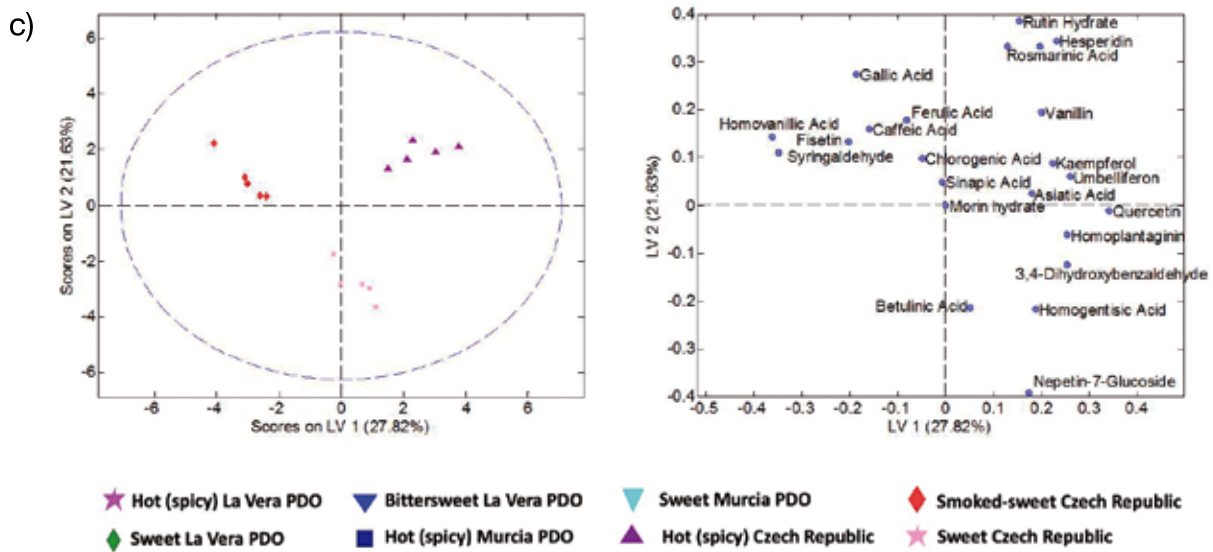 c)
6
4
2
0
-2
-4
-6
Scores on LV 2 (21.63%)
-6 -4 -2 0 2 4 6
Scores on LV 1 (27.82%)
0.4
0.3
0.2
0.1
0
-0.1
-0.2
-0.3
-0.4
LV 2 (21.63%)
Rutin Hydrate
Hesperidin
Rosmarinic Acid
Gallic Acid
Ferulic Acid
Vanillin
Homovanillic Acid
Caffeic Acid
Fisetin
Syringaldehyde
Chlorogenic Acid
Kaempferol
Umbelliferon
Sinapic Acid
Asiatic Acid
Morin hydrate
Quercetin
Homoplantaginin
3,4-Dihydroxybenzaldehyde
Betulinic Acid
Homogentisic Acid
Nepetin-7-Glucoside
-0.5 -0.4 -0.3 -0.2 -0.1 0 0.1 0.2 0.3 0.4
LV 1 (27.82%)
Hot (spicy) La Vera PDO
Bittersweet La Vera PDO
Sweet Murcia PDO
Smoked-sweet Czech Republic
Sweet La Vera PDO
Hot (spicy) Murcia PDO
Hot (spicy) Czech Republic
Sweet Czech Republic